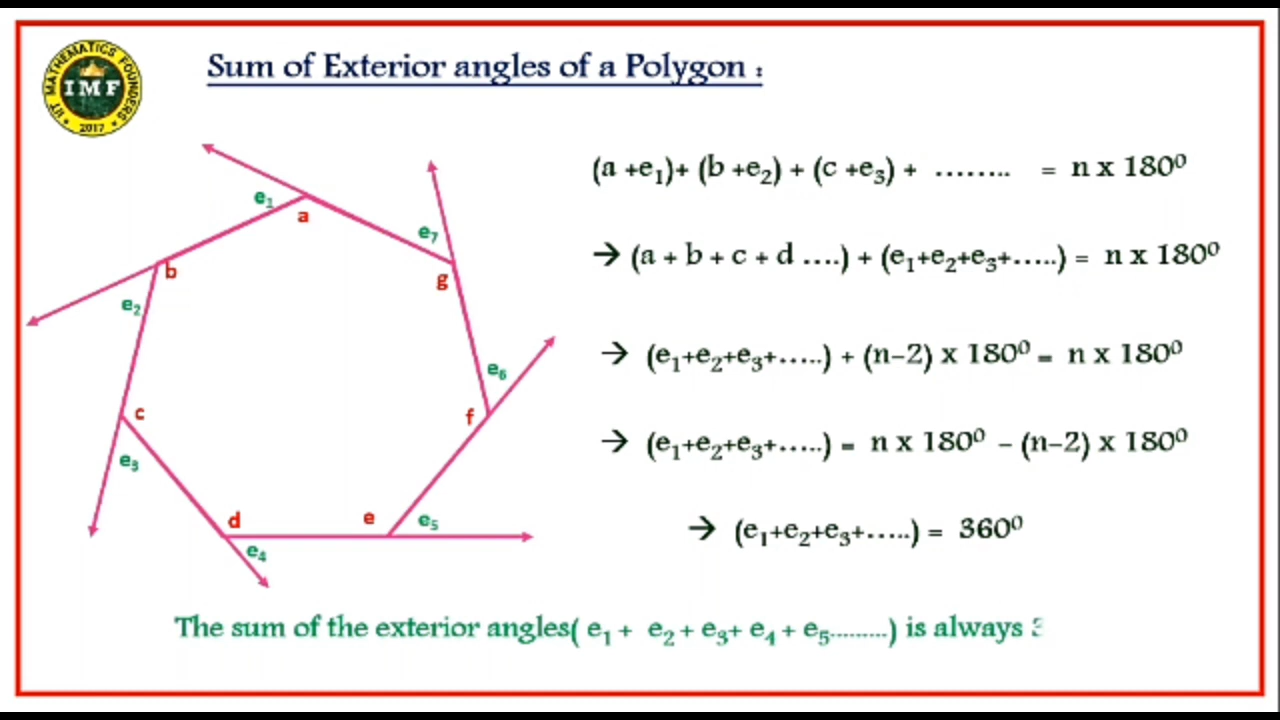 IIT MATHEMATICS FOUNDERS
IMF
2017
Sum of Exterior angles of a Polygon :
(a +e₁)+ (b +e₂) + (c +e₃) + ........ = n x 180⁰
→ (a + b + c + d ....) + (e₁+e₂+e₃+.....) = n x 180⁰
→ (e₁+e₂+e₃+.....) + (n-2) x 180⁰ = n x 180⁰
→ (e₁+e₂+e₃+.....) = n x 180⁰ - (n-2) x 180⁰
→ (e₁+e₂+e₃+.....) = 360⁰
e₁
a
e₇
g
b
e₂
e₆
c
f
e₃
d
e
e₅
e₄
The sum of the exterior angles( e₁ + e₂ + e₃+ e₄ + e₅.........) is always